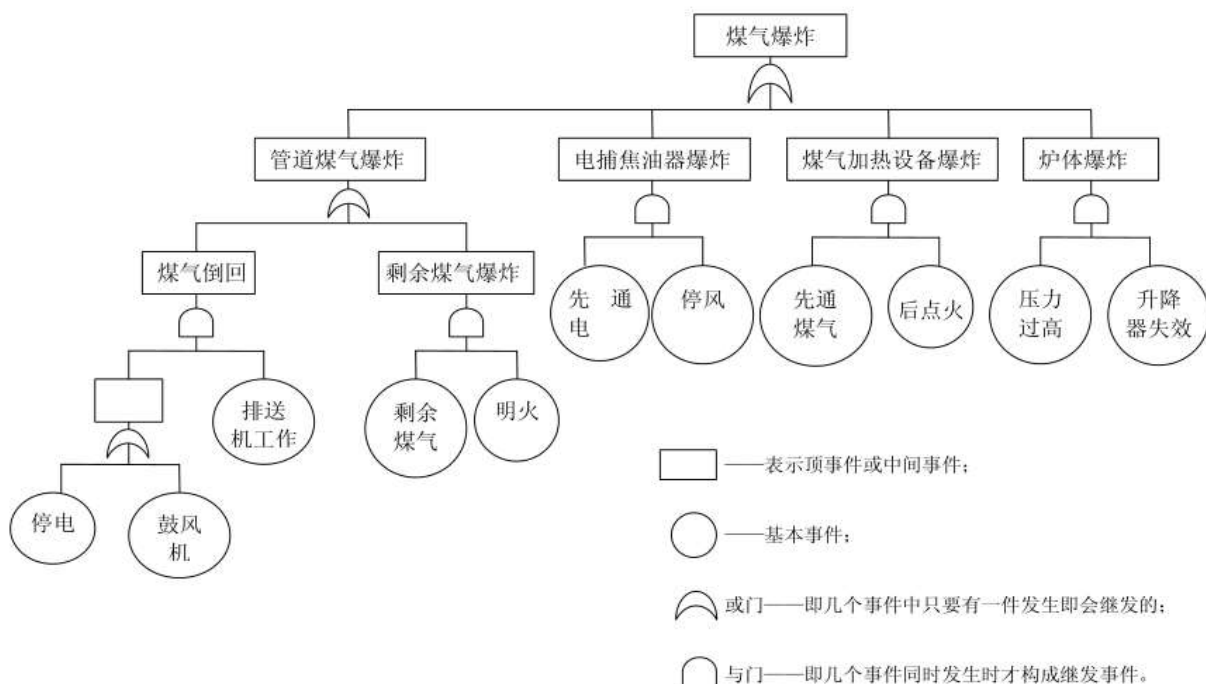 煤气爆炸
管道煤气爆炸
电捕焦油器爆炸
煤气加热设备爆炸
炉体爆炸
煤气倒回
剩余煤气爆炸
先 通
电
停风
先通
煤气
后点火
压力
过高
升降
器失效
排送
机工作
剩余
煤气
明火
停电
鼓风
机
——表示顶事件或中间事件;
——基本事件;
或门——即几个事件中只要有一件发生即会继发的;
与门——即几个事件同时发生时才构成继发事件。